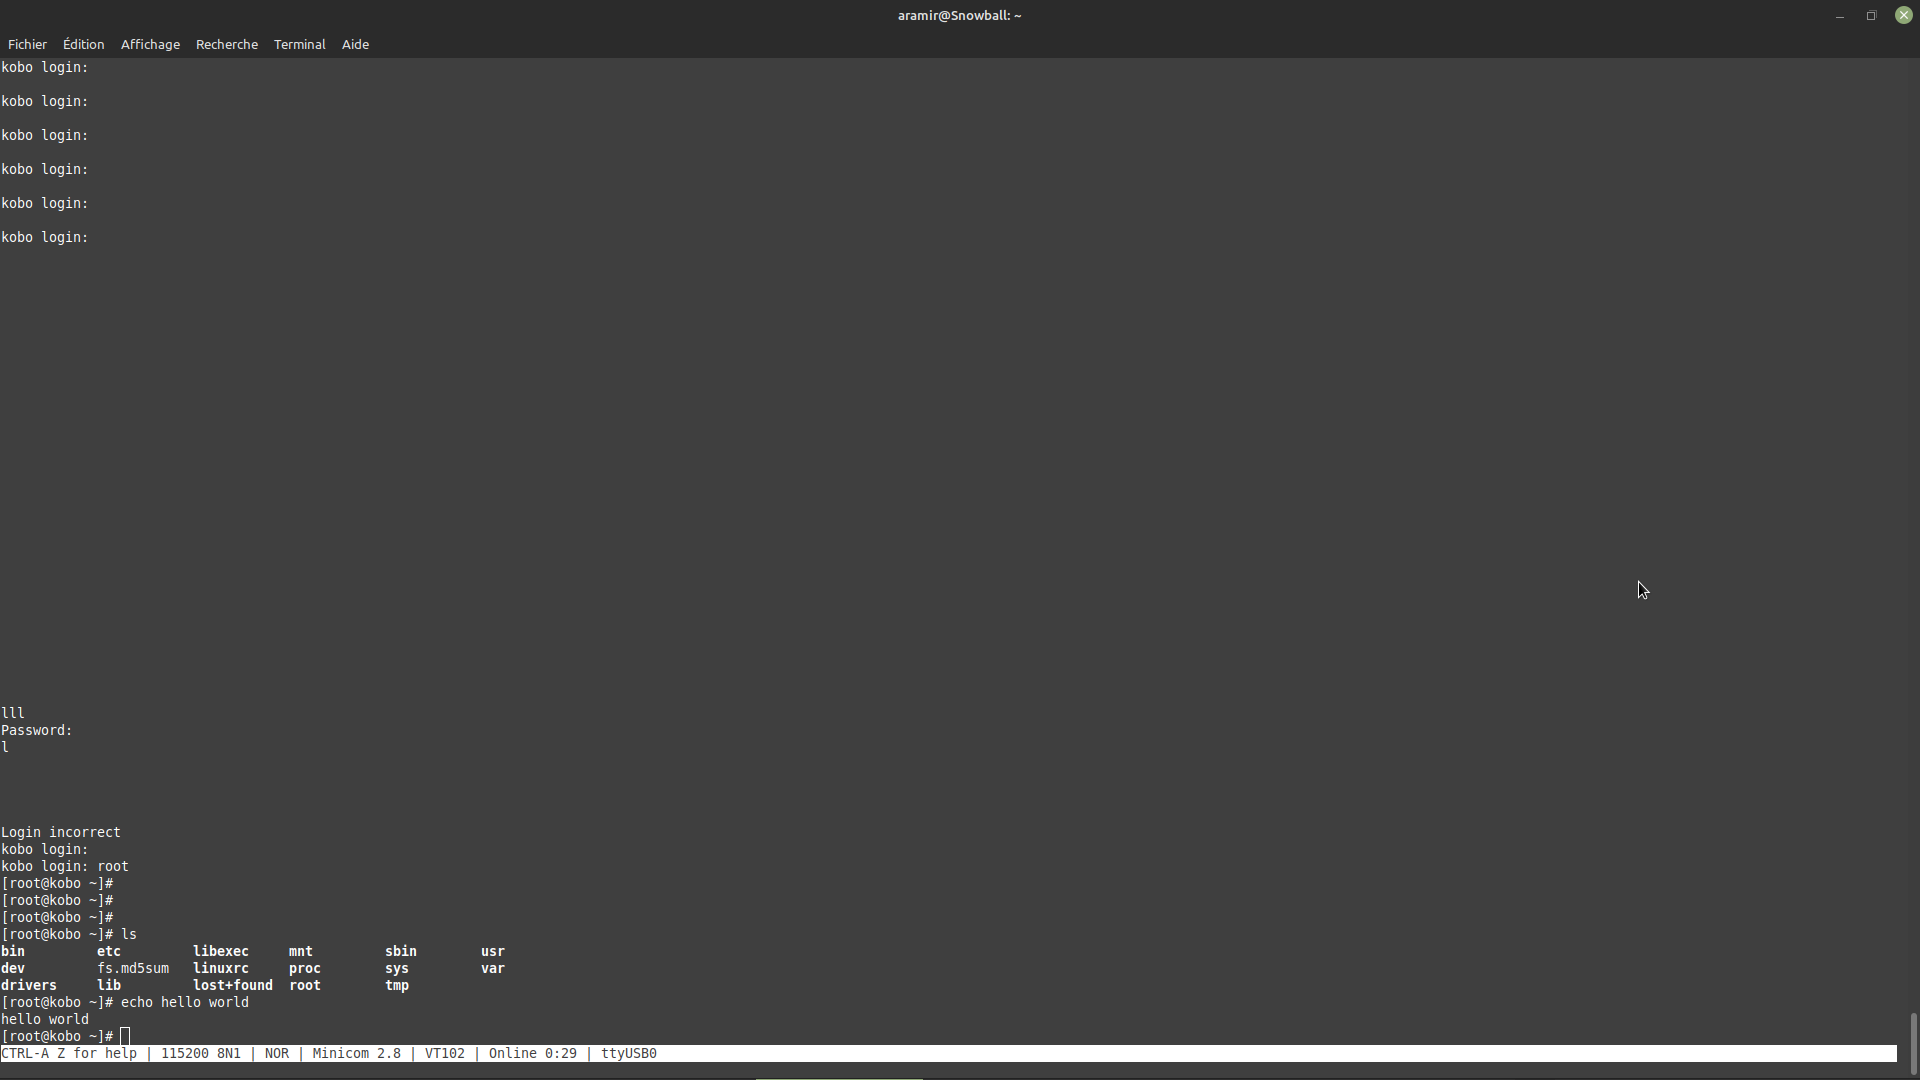 aramir@Snowball: ~
Fichier Édition Affichage Recherche Terminal Aide
kobo login:
kobo login:
kobo login:
kobo login:
kobo login:
kobo login:
lll
Password:
l
Login incorrect
kobo login:
kobo login: root
[root@kobo ~]#
[root@kobo ~]#
[root@kobo ~]#
[root@kobo ~]# ls
bin etc libexec mnt sbin usr
dev fs.md5sum linuxrc proc sys var
drivers lib lost+found root tmp
[root@kobo ~]# echo hello world
hello world
[root@kobo ~]#
CTRL-A Z for help | 115200 8N1 | NOR | Minicom 2.8 | VT102 | Online 0:29 | ttyUSB0